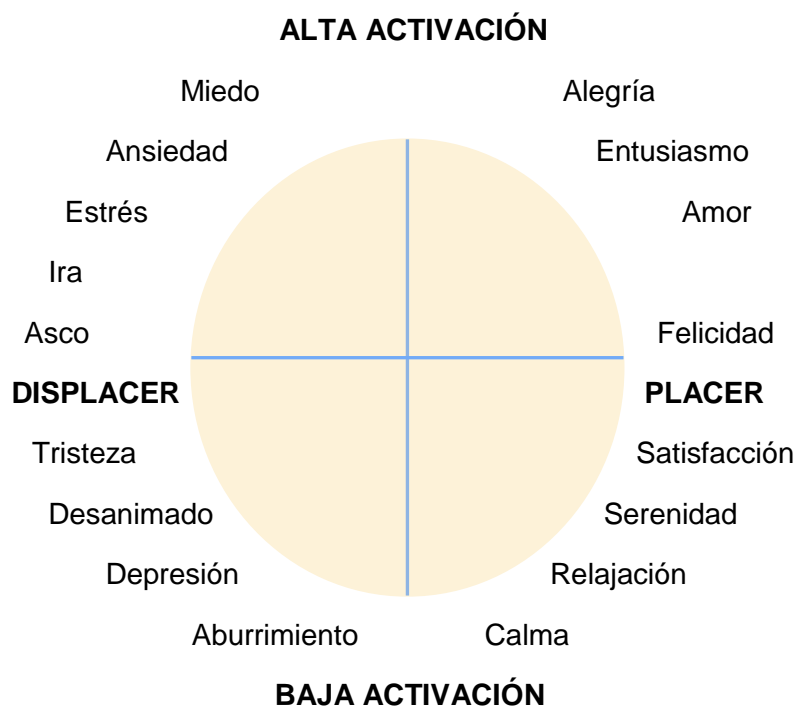 ALTA ACTIVACIÓN
Miedo Alegría
Ansiedad Entusiasmo
Estrés Amor
Ira
Asco Felicidad
DISPLACER PLACER
Tristeza Satisfacción
Desanimado Serenidad
Depresión Relajación
Aburrimiento Calma
BAJA ACTIVACIÓN